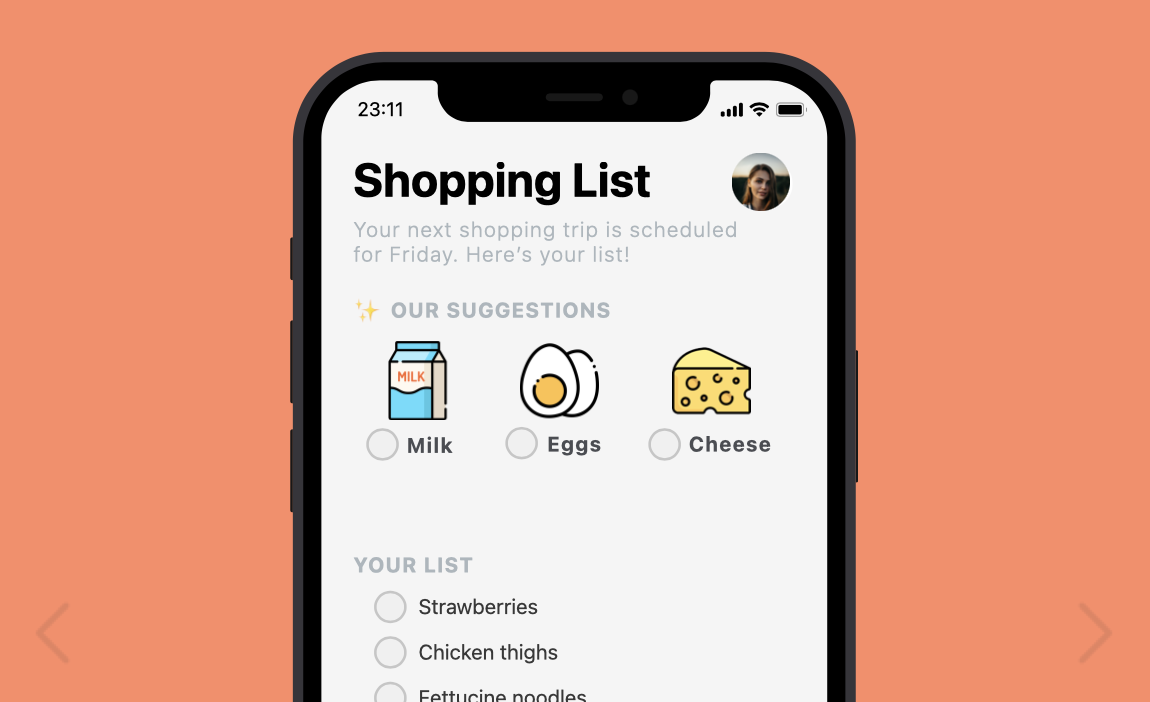 23:11
Shopping List
Your next shopping trip is scheduled
for Friday. Here’s your list!
✨ OUR SUGGESTIONS
MILK
Milk
Eggs
Cheese
YOUR LIST
Strawberries
Chicken thighs
Fettucine noodles